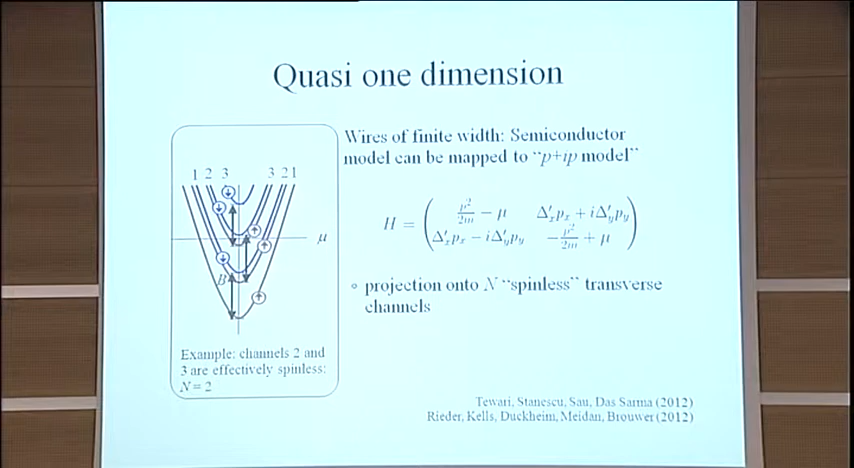 Quasi one dimension
Wires of finite width: Semiconductor
model can be mapped to "p+ip model"
1 2 3 3 2 1
μ
B
H = ( p²/2m − μ Δ'ₓpₓ + iΔ'ᵧpᵧ
Δ'ₓpₓ − iΔ'ᵧpᵧ −p²/2m + μ )
° projection onto N "spinless" transverse
channels
Example: channels 2 and
3 are effectively spinless:
N = 2
Tewari, Stanescu, Sau, Das Sarma (2012)
Rieder, Kells, Duckheim, Meidan, Brouwer (2012)